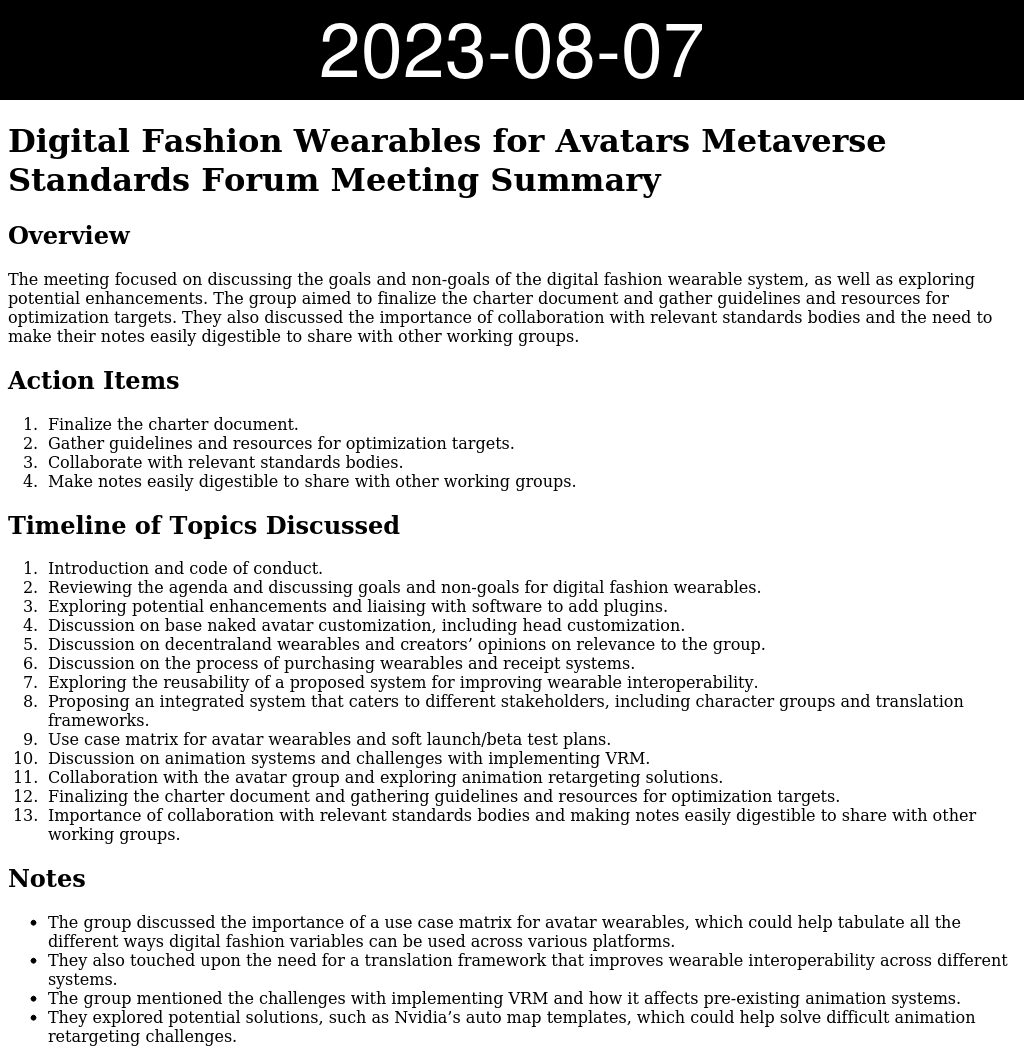 2023-08-07
Digital Fashion Wearables for Avatars Metaverse
Standards Forum Meeting Summary
Overview
The meeting focused on discussing the goals and non-goals of the digital fashion wearable system, as well as exploring
potential enhancements. The group aimed to finalize the charter document and gather guidelines and resources for
optimization targets. They also discussed the importance of collaboration with relevant standards bodies and the need to
make their notes easily digestible to share with other working groups.
Action Items
1. Finalize the charter document.
2. Gather guidelines and resources for optimization targets.
3. Collaborate with relevant standards bodies.
4. Make notes easily digestible to share with other working groups.
Timeline of Topics Discussed
1. Introduction and code of conduct.
2. Reviewing the agenda and discussing goals and non-goals for digital fashion wearables.
3. Exploring potential enhancements and liaising with software to add plugins.
4. Discussion on base naked avatar customization, including head customization.
5. Discussion on decentraland wearables and creators’ opinions on relevance to the group.
6. Discussion on the process of purchasing wearables and receipt systems.
7. Exploring the reusability of a proposed system for improving wearable interoperability.
8. Proposing an integrated system that caters to different stakeholders, including character groups and translation
frameworks.
9. Use case matrix for avatar wearables and soft launch/beta test plans.
10. Discussion on animation systems and challenges with implementing VRM.
11. Collaboration with the avatar group and exploring animation retargeting solutions.
12. Finalizing the charter document and gathering guidelines and resources for optimization targets.
13. Importance of collaboration with relevant standards bodies and making notes easily digestible to share with other
working groups.
Notes
• The group discussed the importance of a use case matrix for avatar wearables, which could help tabulate all the
different ways digital fashion variables can be used across various platforms.
• They also touched upon the need for a translation framework that improves wearable interoperability across different
systems.
• The group mentioned the challenges with implementing VRM and how it affects pre-existing animation systems.
• They explored potential solutions, such as Nvidia’s auto map templates, which could help solve difficult animation
retargeting challenges.